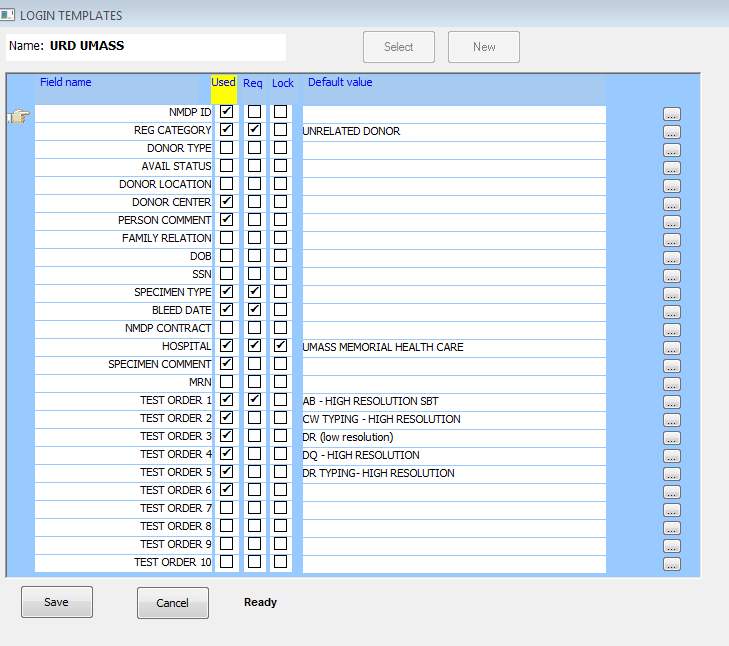 LOGIN TEMPLATES
Name: URD UMASS
Select New
Field name Used Req Lock Default value
NMDP ID ...
REG CATEGORY UNRELATED DONOR ...
DONOR TYPE ...
AVAIL STATUS ...
DONOR LOCATION ...
DONOR CENTER ...
PERSON COMMENT ...
FAMILY RELATION ...
DOB ...
SSN ...
SPECIMEN TYPE ...
BLEED DATE ...
NMDP CONTRACT ...
HOSPITAL UMASS MEMORIAL HEALTH CARE ...
SPECIMEN COMMENT ...
MRN ...
TEST ORDER 1 AB - HIGH RESOLUTION SBT ...
TEST ORDER 2 CW TYPING - HIGH RESOLUTION ...
TEST ORDER 3 DR (low resolution) ...
TEST ORDER 4 DQ - HIGH RESOLUTION ...
TEST ORDER 5 DR TYPING- HIGH RESOLUTION ...
TEST ORDER 6 ...
TEST ORDER 7 ...
TEST ORDER 8 ...
TEST ORDER 9 ...
TEST ORDER 10 ...
Save Cancel Ready